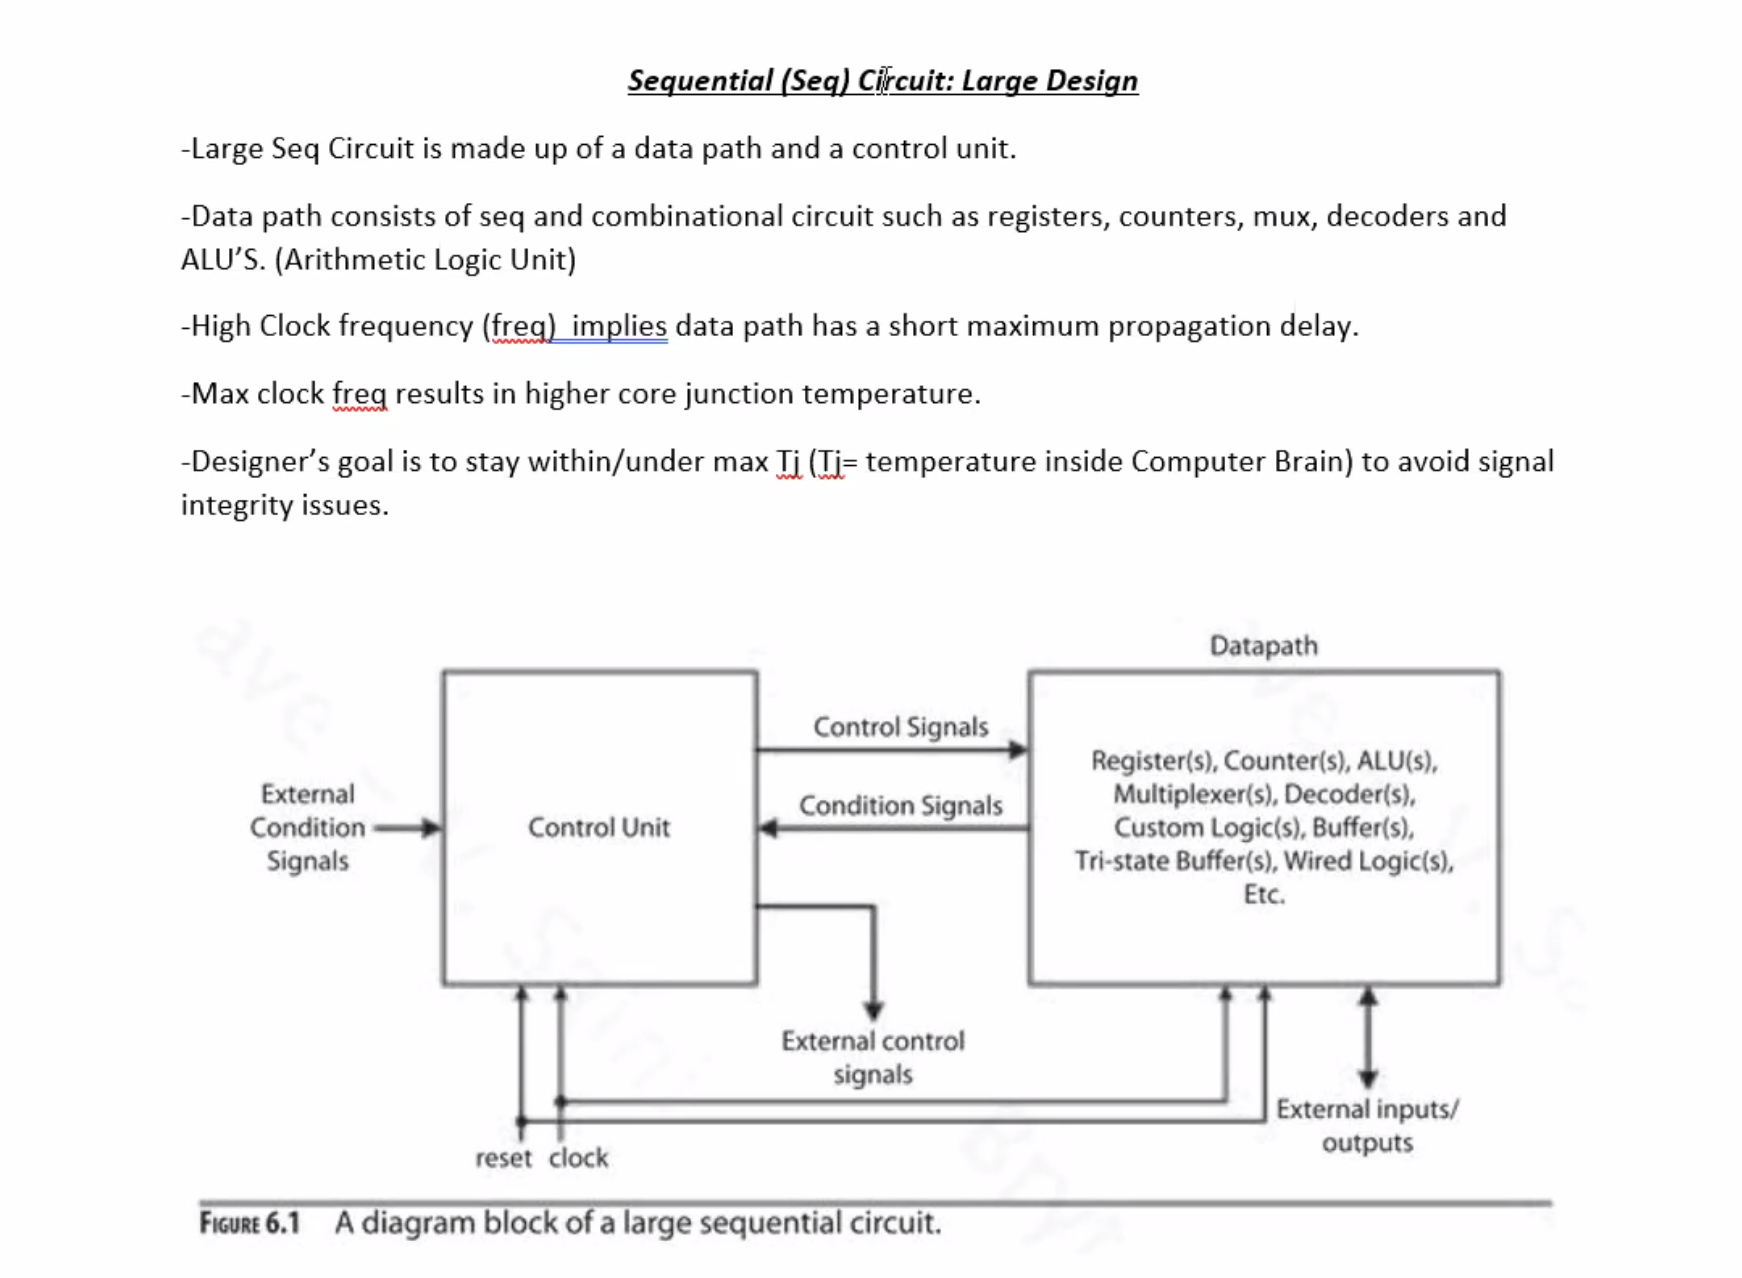 Sequential (Seq) Circuit: Large Design
-Large Seq Circuit is made up of a data path and a control unit.
-Data path consists of seq and combinational circuit such as registers, counters, mux, decoders and
ALU’S. (Arithmetic Logic Unit)
-High Clock frequency (freq)  implies data path has a short maximum propagation delay.
-Max clock freq results in higher core junction temperature.
-Designer’s goal is to stay within/under max Tj (Tj= temperature inside Computer Brain) to avoid signal
integrity issues.
Datapath
Control Signals
Register(s), Counter(s), ALU(s),
Multiplexer(s), Decoder(s),
Custom Logic(s), Buffer(s),
Tri-state Buffer(s), Wired Logic(s),
Etc.
External
Condition
Signals
Control Unit
Condition Signals
External control
signals
External inputs/
outputs
reset clock
FIGURE 6.1 A diagram block of a large sequential circuit.